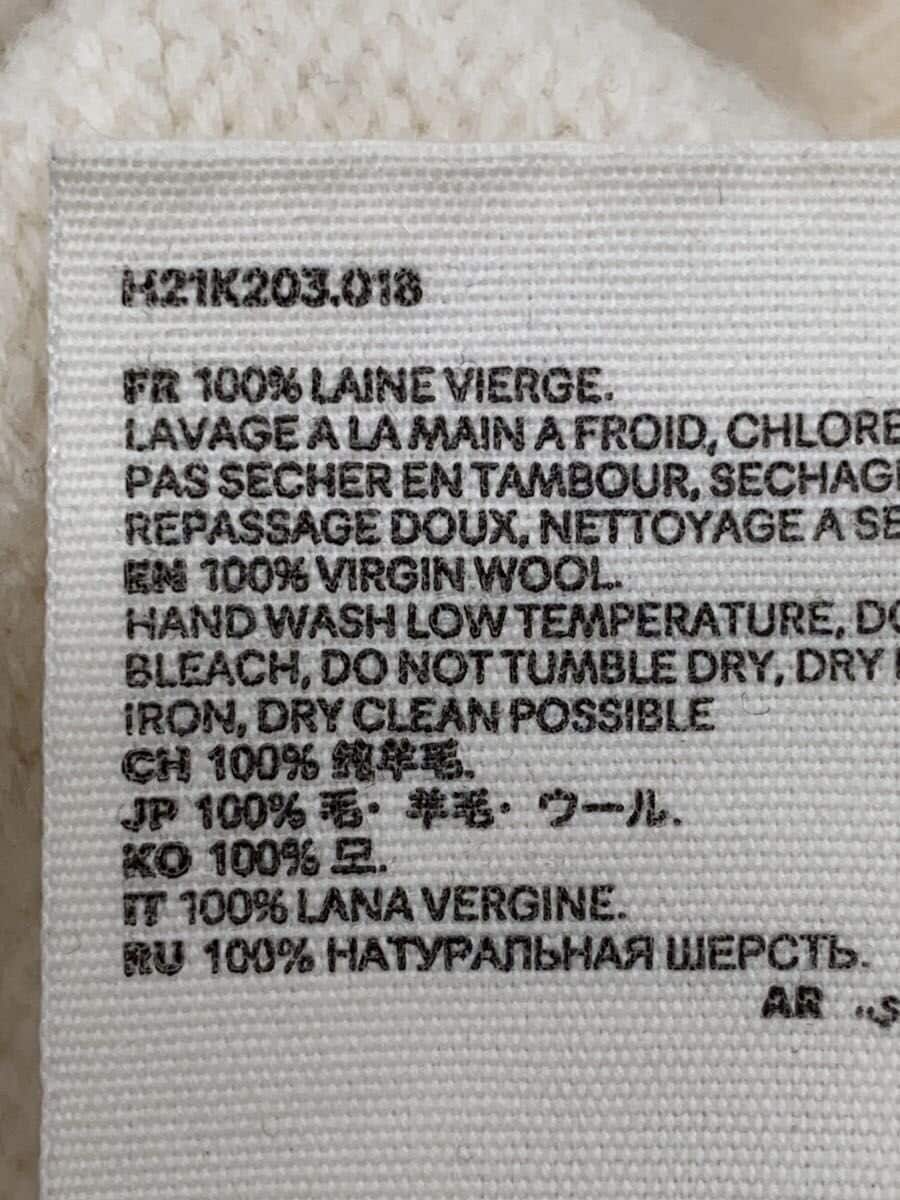 H21K203.018
FR 100% LAINE VIERGE.
LAVAGE A LA MAIN A FROID, CHLORE
PAS SECHER EN TAMBOUR, SECHAG
REPASSAGE DOUX, NETTOYAGE A SE
EN 100% VIRGIN WOOL.
HAND WASH LOW TEMPERATURE, DO
BLEACH, DO NOT TUMBLE DRY, DRY
IRON, DRY CLEAN POSSIBLE
CH 100% 纯羊毛.
JP 100% 毛・羊毛・ウール.
KO 100% 모.
IT 100% LANA VERGINE.
RU 100% НАТУРАЛЬНАЯ ШЕРСТЬ.
AR